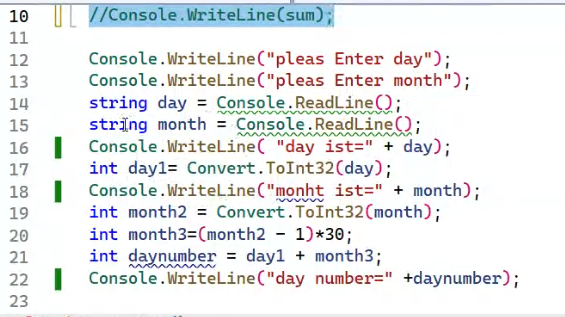 10 //Console.WriteLine(sum);
11
12 Console.WriteLine("pleas Enter day");
13 Console.WriteLine("pleas Enter month");
14 string day = Console.ReadLine();
15 string month = Console.ReadLine();
16 Console.WriteLine( "day ist=" + day);
17 int day1= Convert.ToInt32(day);
18 Console.WriteLine("monht ist=" + month);
19 int month2 = Convert.ToInt32(month);
20 int month3=(month2 - 1)*30;
21 int daynumber = day1 + month3;
22 Console.WriteLine("day number=" +daynumber);
23